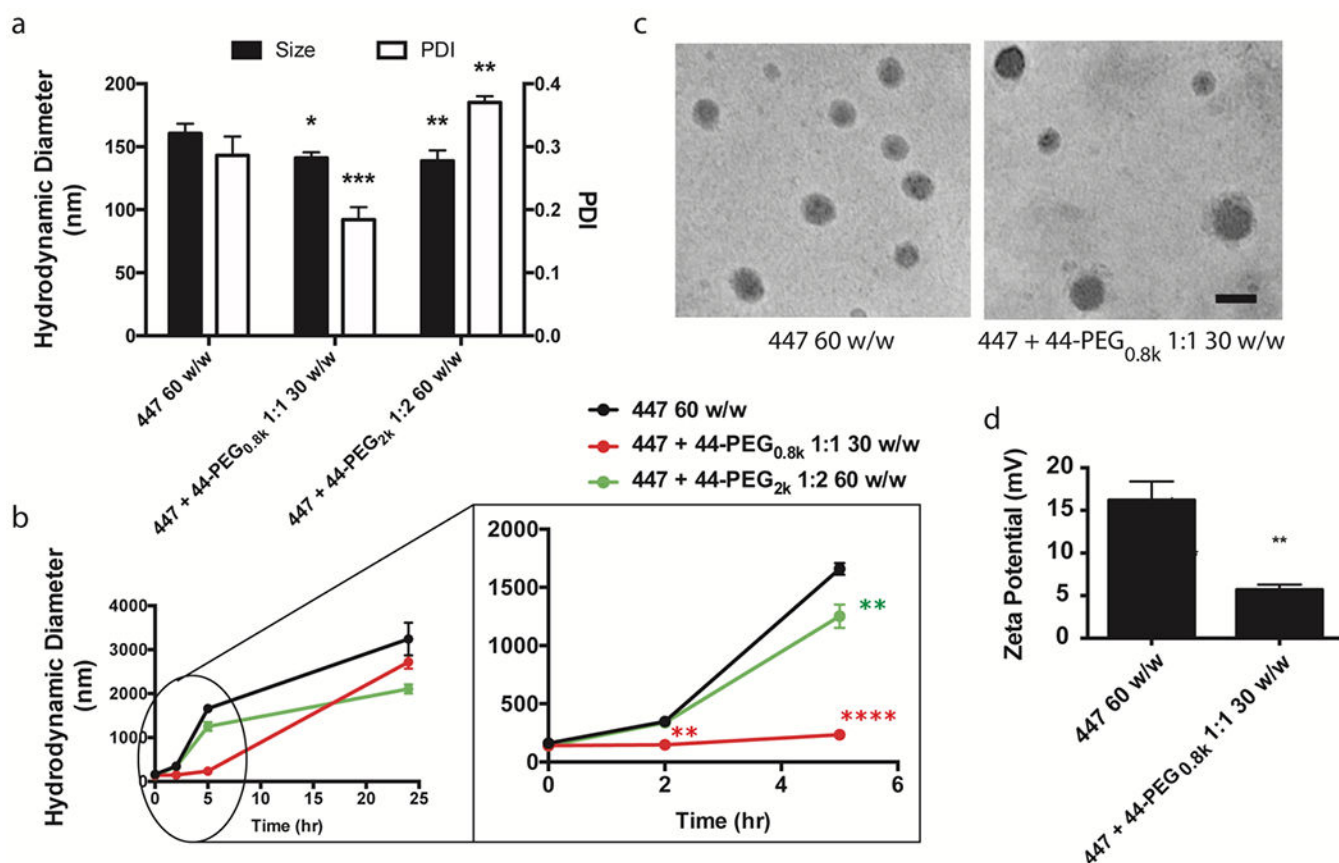 a
Size
PDI
Hydrodynamic Diameter
(nm)
200
150
100
50
0
*
***
**
**
0.4
0.3
0.2
0.1
0.0
PDI
447 60 w/w
447 + 44-PEG0.8k 1:1 30 w/w
447 + 44-PEG2k 1:2 60 w/w
c
447 60 w/w
447 + 44-PEG0.8k 1:1 30 w/w
447 60 w/w
447 + 44-PEG0.8k 1:1 30 w/w
447 + 44-PEG2k 1:2 60 w/w
b
Hydrodynamic Diameter
(nm)
4000
3000
2000
1000
0
0 5 10 15 20 25
Time (hr)
2000
1500
1000
500
0
**
****
**
0 2 4 6
Time (hr)
d
Zeta Potential (mV)
20
15
10
5
0
**
447 60 w/w
447 + 44-PEG 0.8k 1:1 30 w/w